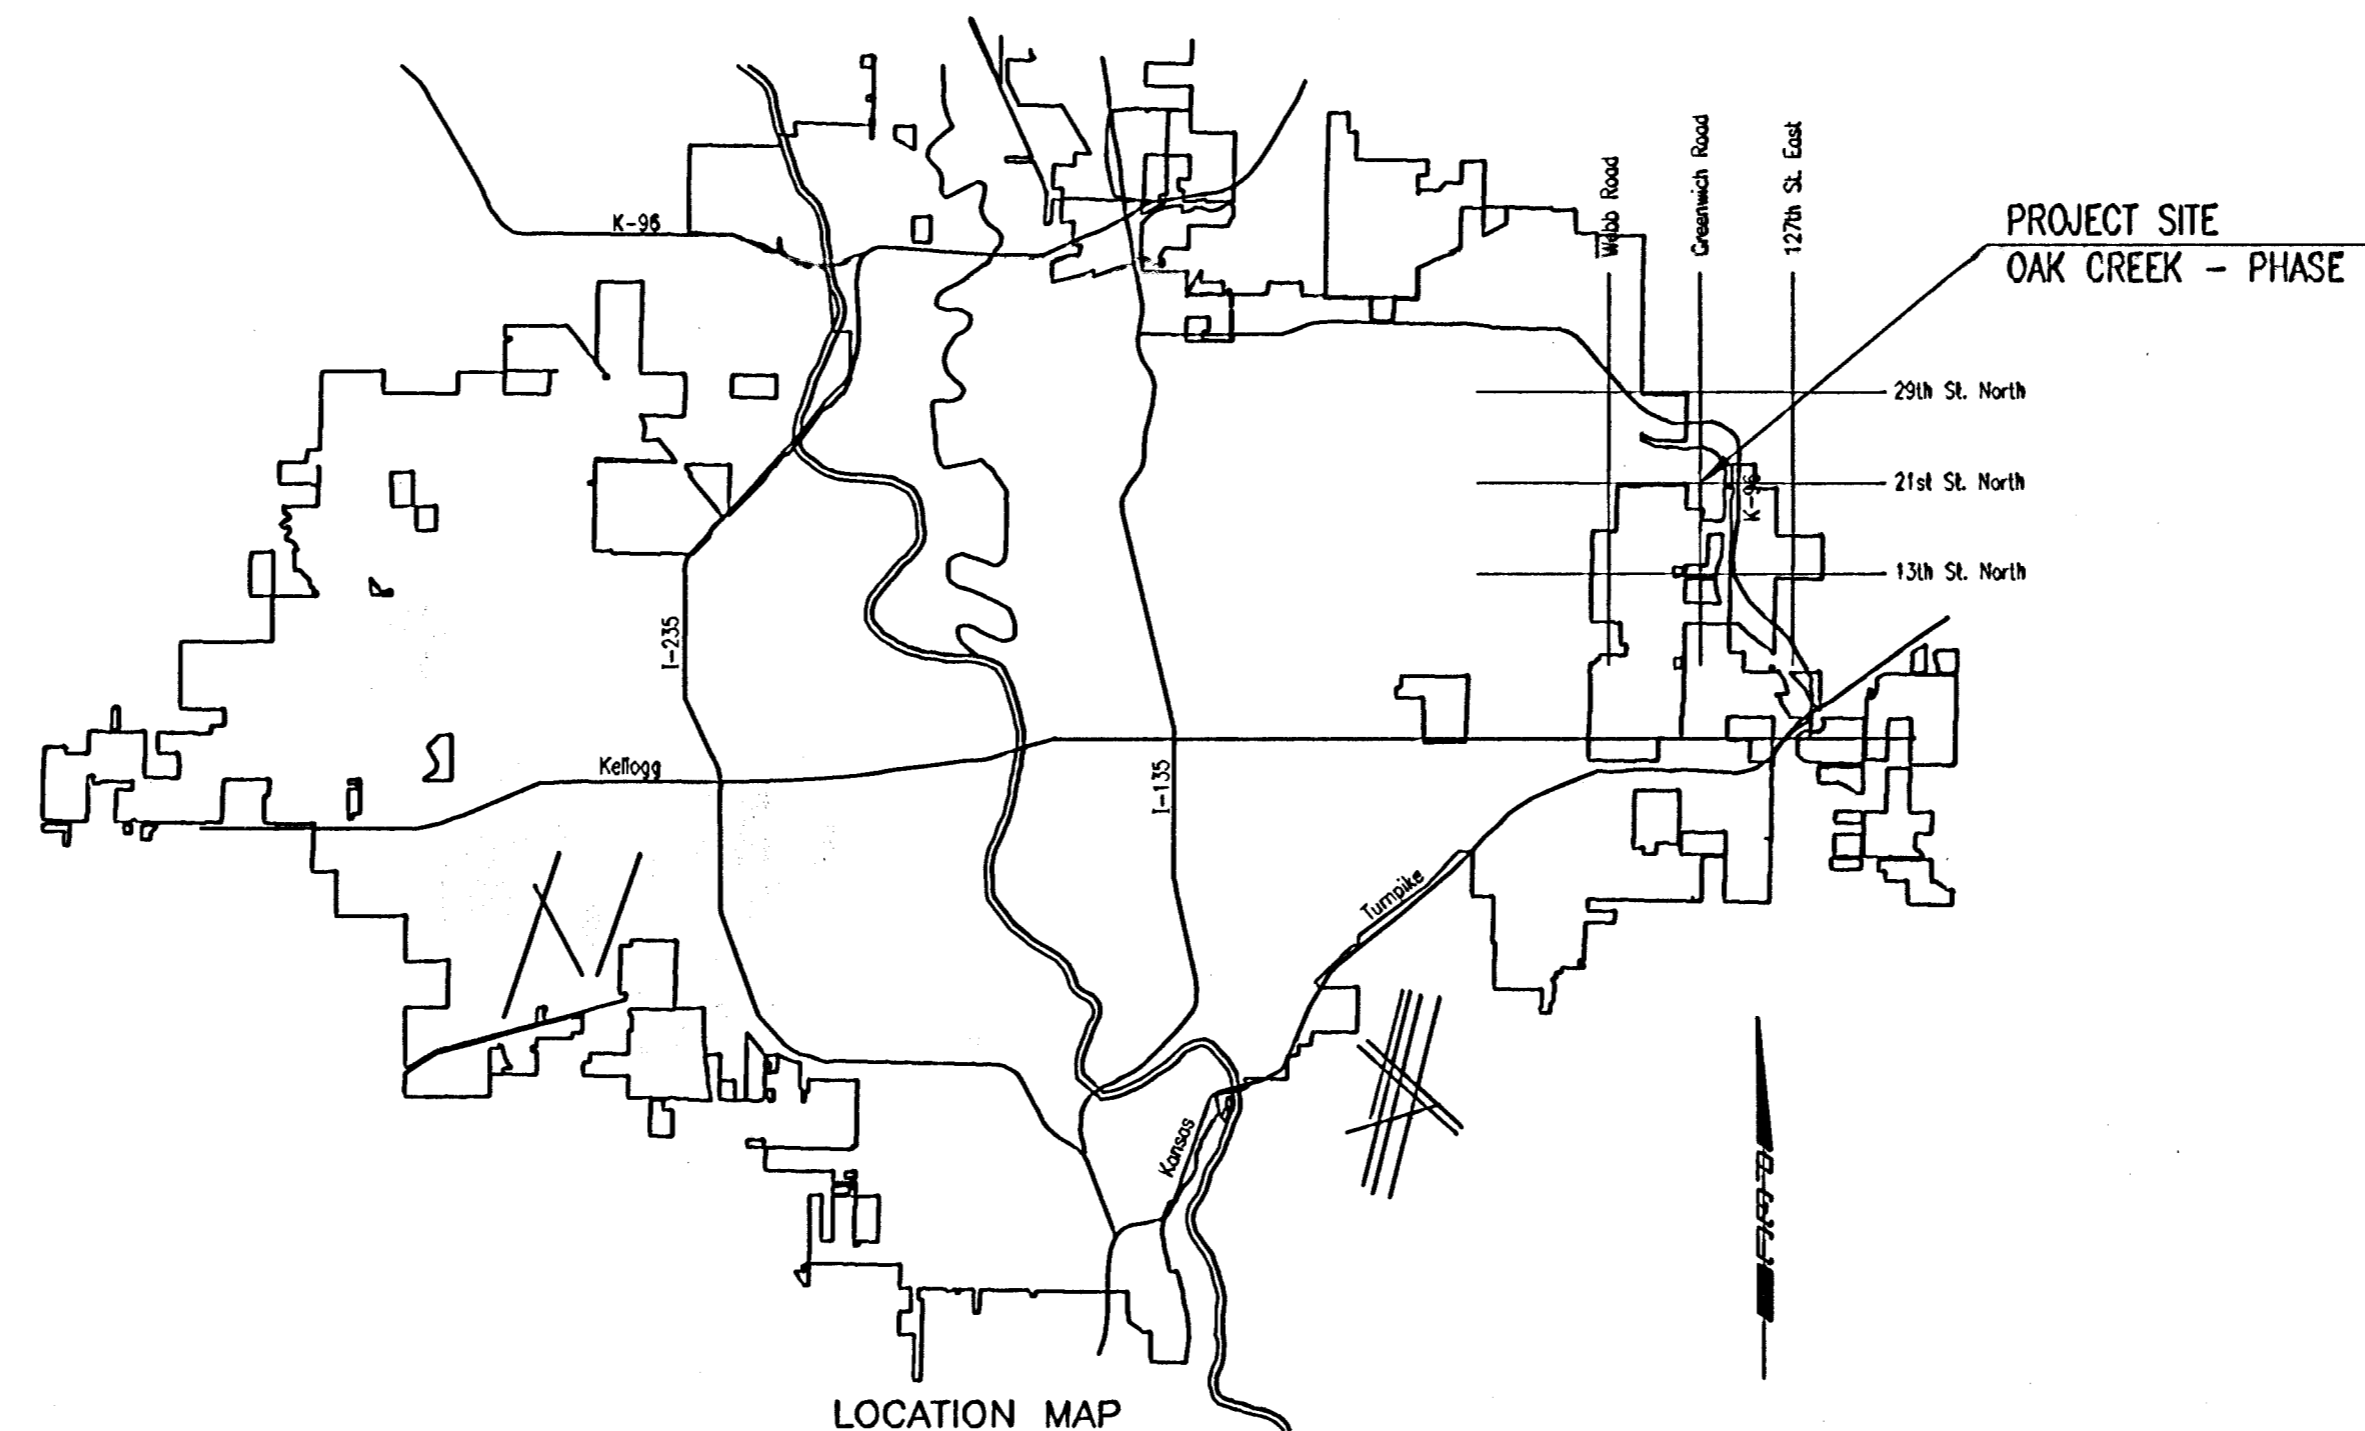 Webb Road
Greenwich Road
127th St. East
PROJECT SITE
OAK CREEK - PHASE
K-96
29th St. North
21st St. North
K-96
13th St. North
I-235
Kellogg
I-135
Turnpike
Kansas
LOCATION MAP